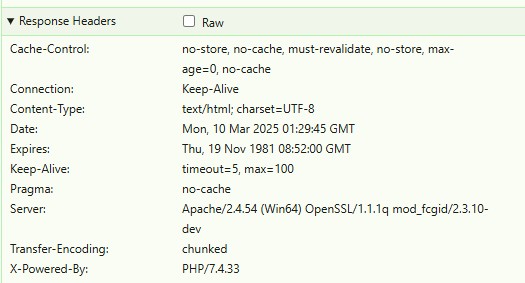 ▼ Response Headers Raw
Cache-Control: no-store, no-cache, must-revalidate, no-store, max-
age=0, no-cache
Connection: Keep-Alive
Content-Type: text/html; charset=UTF-8
Date: Mon, 10 Mar 2025 01:29:45 GMT
Expires: Thu, 19 Nov 1981 08:52:00 GMT
Keep-Alive: timeout=5, max=100
Pragma: no-cache
Server: Apache/2.4.54 (Win64) OpenSSL/1.1.1q mod_fcgid/2.3.10-
dev
Transfer-Encoding: chunked
X-Powered-By: PHP/7.4.33